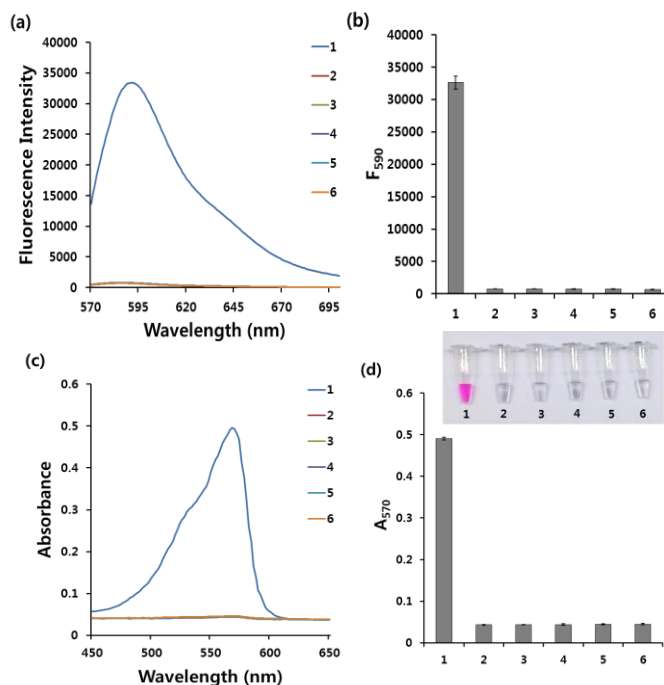 (a)
Fluorescence Intensity
40000
35000
30000
25000
20000
15000
10000
5000
0
570 595 620 645 670 695
Wavelength (nm)
1
2
3
4
5
6
(b)
F590
40000
35000
30000
25000
20000
15000
10000
5000
0
1 2 3 4 5 6
(c)
Absorbance
0.6
0.5
0.4
0.3
0.2
0.1
0
450 500 550 600 650
Wavelength (nm)
1
2
3
4
5
6
(d)
1 2 3 4 5 6
A570
0.6
0.5
0.4
0.3
0.2
0.1
0
1 2 3 4 5 6